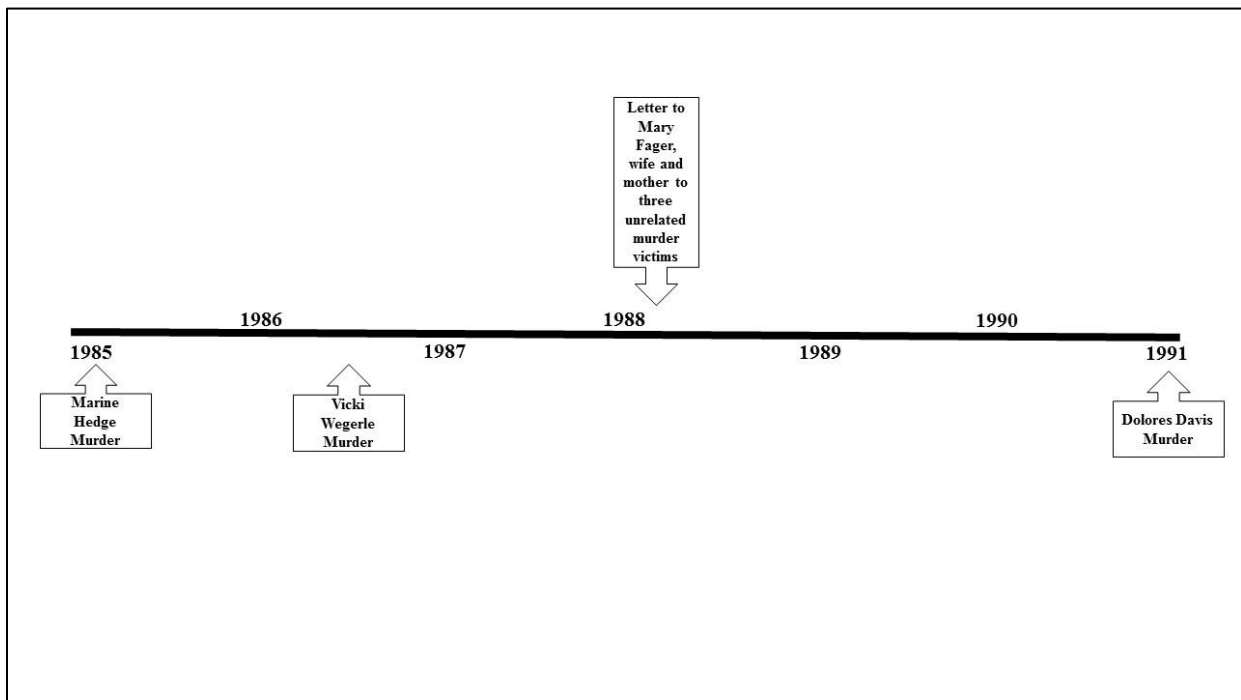 Letter to
Mary
Fager,
wife and
mother to
three
unrelated
murder
victims
1986
1988
1990
1985
1987
1989
1991
Marine
Hedge
Murder
Vicki
Wegerle
Murder
Dolores Davis
Murder